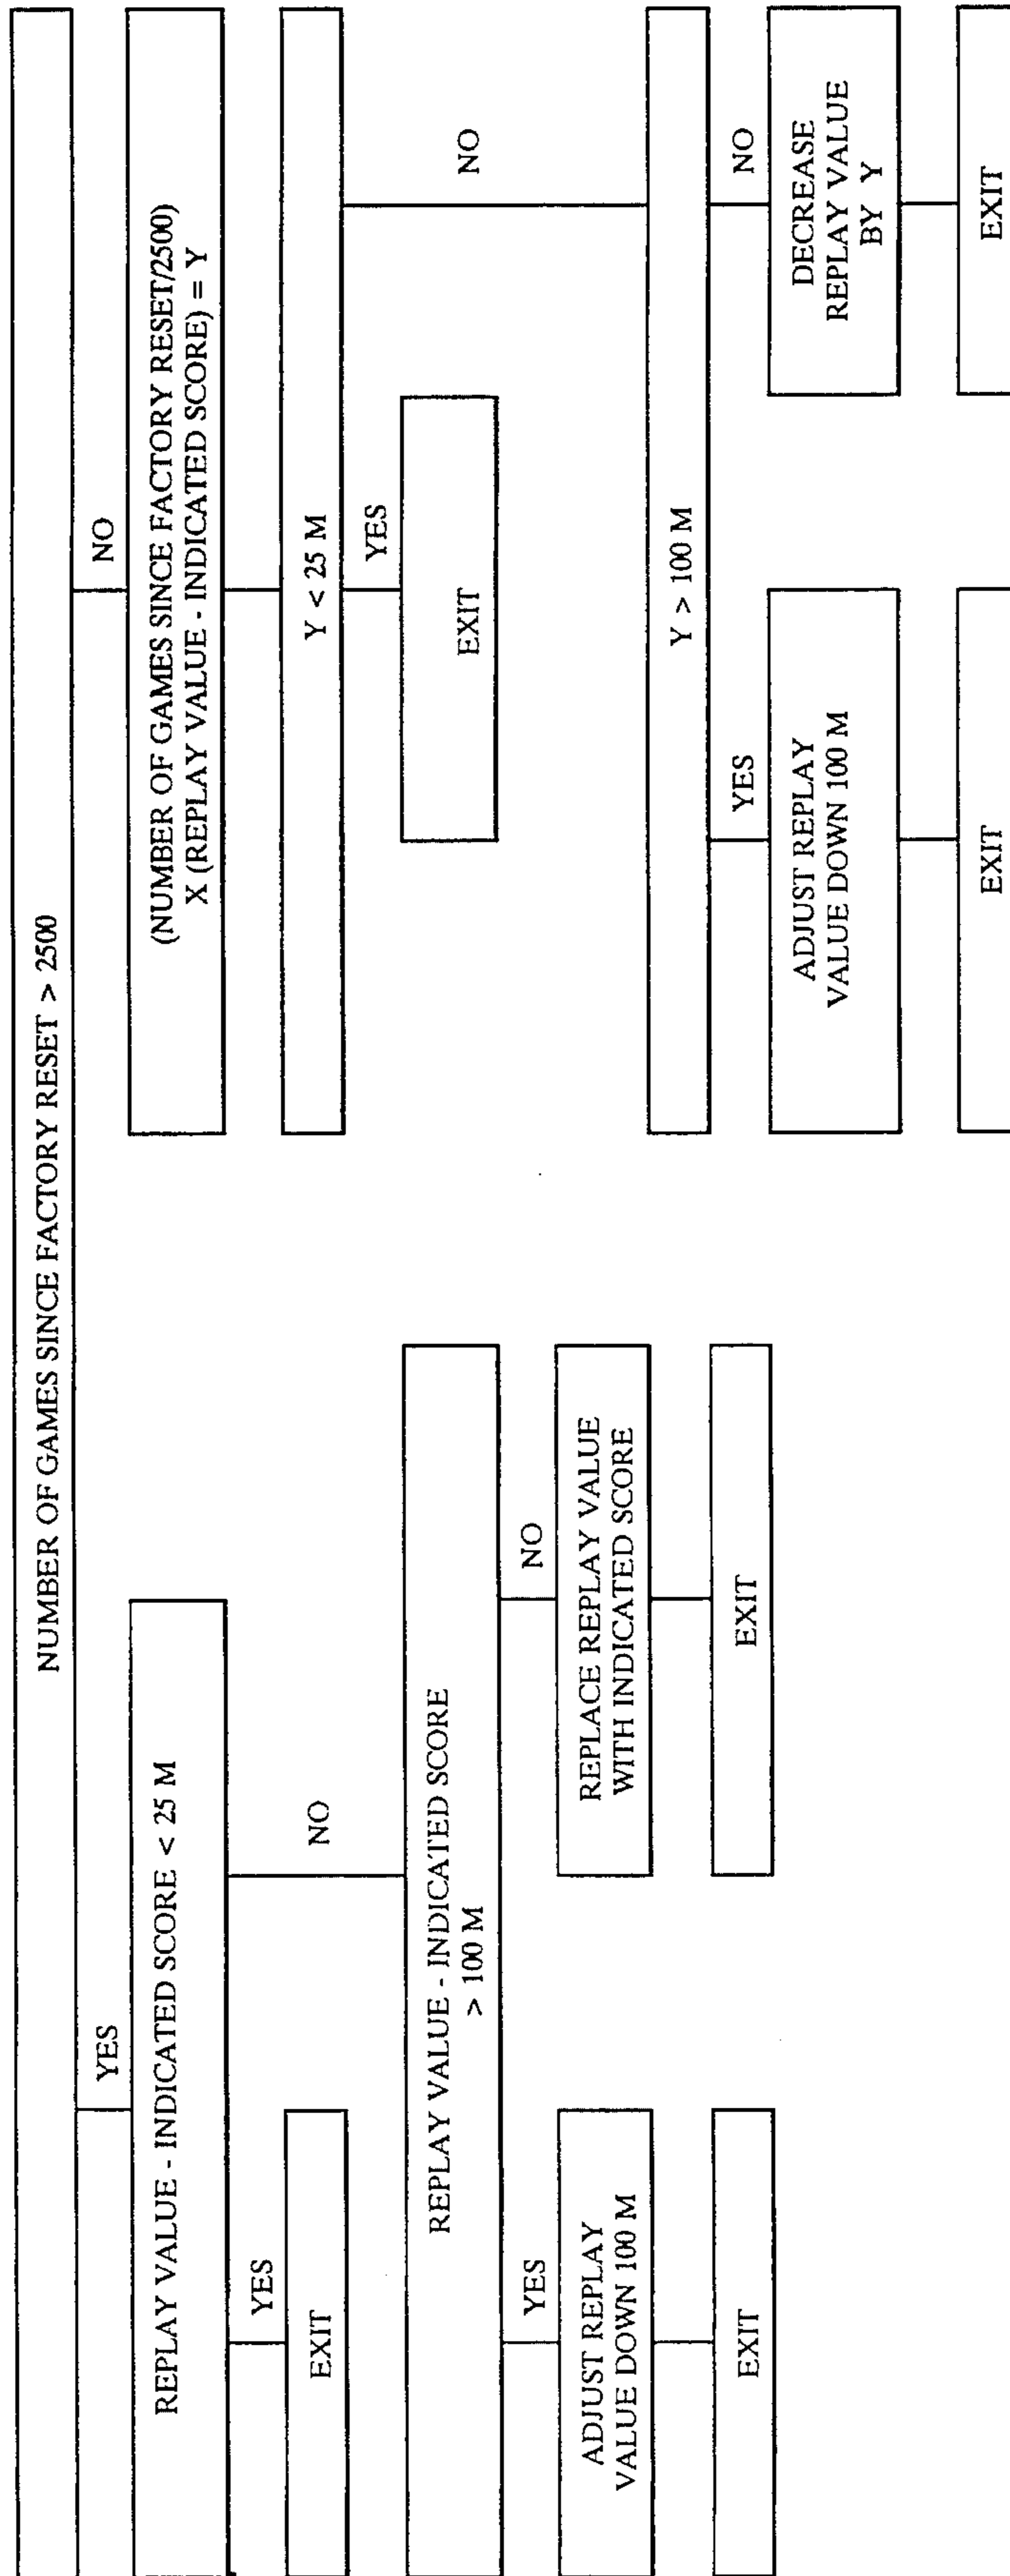 NUMBER OF GAMES SINCE FACTORY RESET > 2500
YES
REPLAY VALUE - INDICATED SCORE < 25 M
YES
EXIT
NO
REPLAY VALUE - INDICATED SCORE
> 100 M
YES
ADJUST REPLAY
VALUE DOWN 100 M
EXIT
NO
REPLACE REPLAY VALUE
WITH INDICATED SCORE
EXIT
NO
(NUMBER OF GAMES SINCE FACTORY RESET/2500)
X (REPLAY VALUE - INDICATED SCORE) = Y
Y < 25 M
YES
EXIT
NO
Y > 100 M
YES
ADJUST REPLAY
VALUE DOWN 100 M
EXIT
NO
DECREASE
REPLAY VALUE
BY Y
EXIT